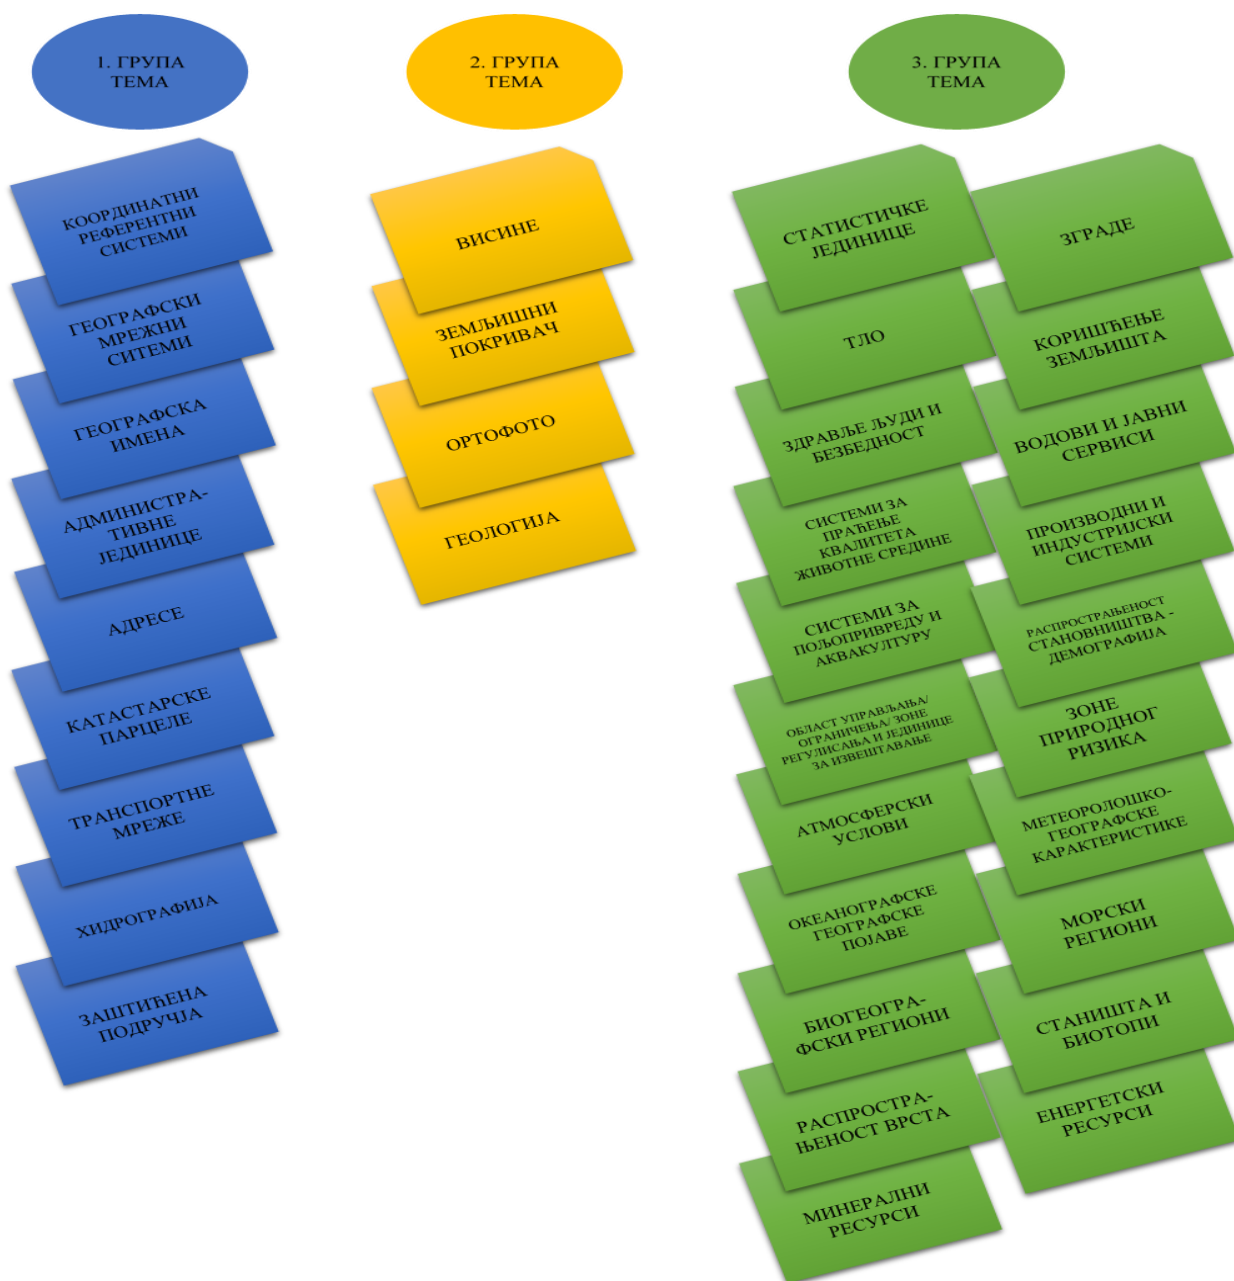 1. ГРУПА
ТЕМА
КООРДИНАТНИ
РЕФЕРЕНТНИ
СИСТЕМИ
ГЕОГРАФСКИ
МРЕЖНИ
СИТЕМИ
ГЕОГРАФСКА
ИМЕНА
АДМИНИСТРА-
ТИВНЕ
ЈЕДИНИЦЕ
АДРЕСЕ
КАТАСТАРСКЕ
ПАРЦЕЛЕ
ТРАНСПОРТНЕ
МРЕЖЕ
ХИДРОГРАФИЈА
ЗАШТИЋЕНА
ПОДРУЧЈА
2. ГРУПА
ТЕМА
ВИСИНЕ
ЗЕМЉИШНИ
ПОКРИВАЧ
ОРТОФОТО
ГЕОЛОГИЈА
3. ГРУПА
ТЕМА
СТАТИСТИЧКЕ
ЈЕДИНИЦЕ
ТЛО
ЗДРАВЉЕ ЉУДИ И
БЕЗБЕДНОСТ
СИСТЕМИ ЗА
ПРАЋЕЊЕ
КВАЛИТЕТА
ЖИВОТНЕ СРЕДИНЕ
СИСТЕМИ ЗА
ПОЉОПРИВРЕДУ И
АКВАКУЛТУРУ
ОБЛАСТ УПРАВЉАЊА/
ОГРАНИЧЕЊА/ ЗОНЕ
РЕГУЛИСАЊА И ЈЕДИНИЦЕ
ЗА ИЗВЕШТАВАЊЕ
АТМОСФЕРСКИ
УСЛОВИ
ОКЕАНОГРАФСКЕ
ГЕОГРАФСКЕ
ПОЈАВЕ
БИОГЕОГРА-
ФСКИ РЕГИОНИ
РАСПРОСТРА-
ЊЕНОСТ ВРСТА
МИНЕРАЛНИ
РЕСУРСИ
ЗГРАДЕ
КОРИШЋЕЊЕ
ЗЕМЉИШТА
ВОДОВИ И ЈАВНИ
СЕРВИСИ
ПРОИЗВОДНИ И
ИНДУСТРИЈСКИ
СИСТЕМИ
РАСПРОСТРАЊЕНОСТ
СТАНОВНИШТВА -
ДЕМОГРАФИЈА
ЗОНЕ
ПРИРОДНОГ
РИЗИКА
МЕТЕОРОЛОШКО-
ГЕОГРАФСКЕ
КАРАКТЕРИСТИКЕ
МОРСКИ
РЕГИОНИ
СТАНИШТА И
БИОТОПИ
ЕНЕРГЕТСКИ
РЕСУРСИ